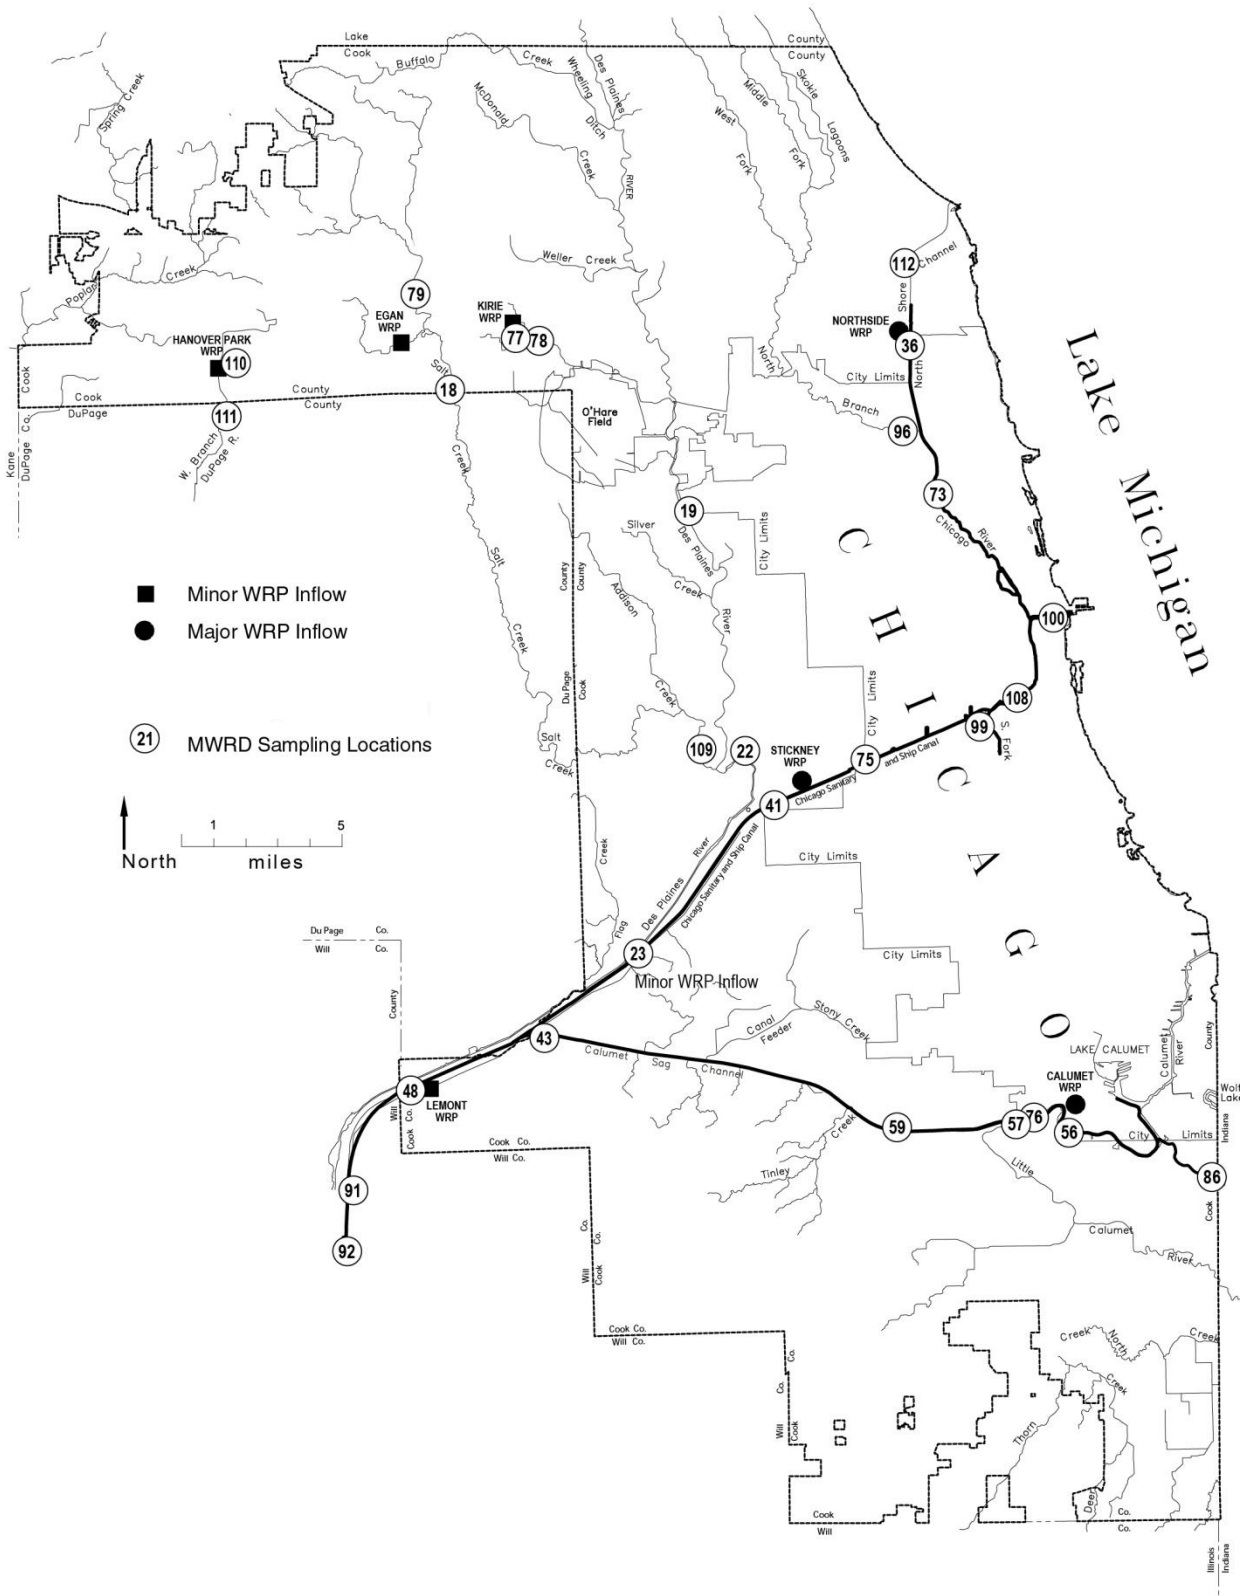 Lake County
Cook County
Buffalo Creek
Wheeling Ditch
Des Plaines
RIVER
McDonald Creek
Spring Creek
West Fork
Middle Fork
Skokie Lagoons
Weller Creek
Poplar Creek
112
Channel
Shore
North
79
EGAN
WRP
KIRIE
WRP
77
78
NORTHSIDE
WRP
36
HANOVER PARK
WRP
110
Salt
18
Cook
DuPage
County
County
111
W. Branch
DuPage R.
Kane
Cook
DuPage Co.
O'Hare
Field
North
City Limits
Branch
96
73
Chicago River
Lake Michigan
19
Silver
Des Plaines
Creek
River
City Limits
Creek
Salt
Creek
Addison
Creek
County
County
DuPage
Cook
CHICAGO
Minor WRP Inflow
Major WRP Inflow
21
MWRD Sampling Locations
North
1 5
miles
100
108
99
S. Fork
City Limits
75
and Ship Canal
Chicago Sanitary
STICKNEY
WRP
41
109
22
Salt
Creek
City Limits
Des Plaines River
Chicago Sanitary and Ship Canal
Creek
Flag
23
Minor WRP Inflow
City Limits
Du Page Co.
Will Co.
County
43
Calumet Sag Channel
Canal
Feeder
Stony Creek
48
LEMONT
WRP
Will
Cook Co.
Cook Co.
Will Co.
91
92
59
Creek
Tinley
57
76
56
LAKE CALUMET
CALUMET
WRP
Calumet
River
County
Wolf
Lake
City Limits
Indiana
86
Cook
Little
Calumet
River
Will Co.
Cook Co.
Cook Co.
Will Co.
Co.
Co.
Will
Cook
Creek North Creek
Creek
Thorn
Deer
Cook
Will
Co.
Co.
Illinois
Indiana